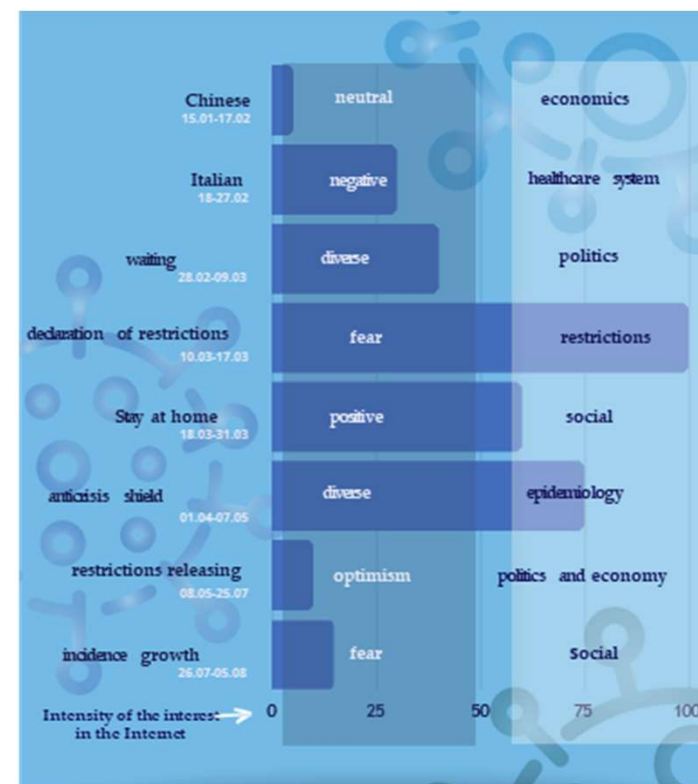 Chinese neutral economics
15.01-17.02
Italian negative healthcare system
18-27.02
waiting diverse politics
28.02-09.03
declaration of restrictions fear restrictions
10.03-17.03
Stay at home positive social
18.03-31.03
anticrisis shield diverse epidemiology
01.04-07.05
restrictions releasing optimism politics and economy
08.05-25.07
incidence growth fear Social
26.07-05.08
Intensity of the interest 0 25 50 75 100
in the Internet